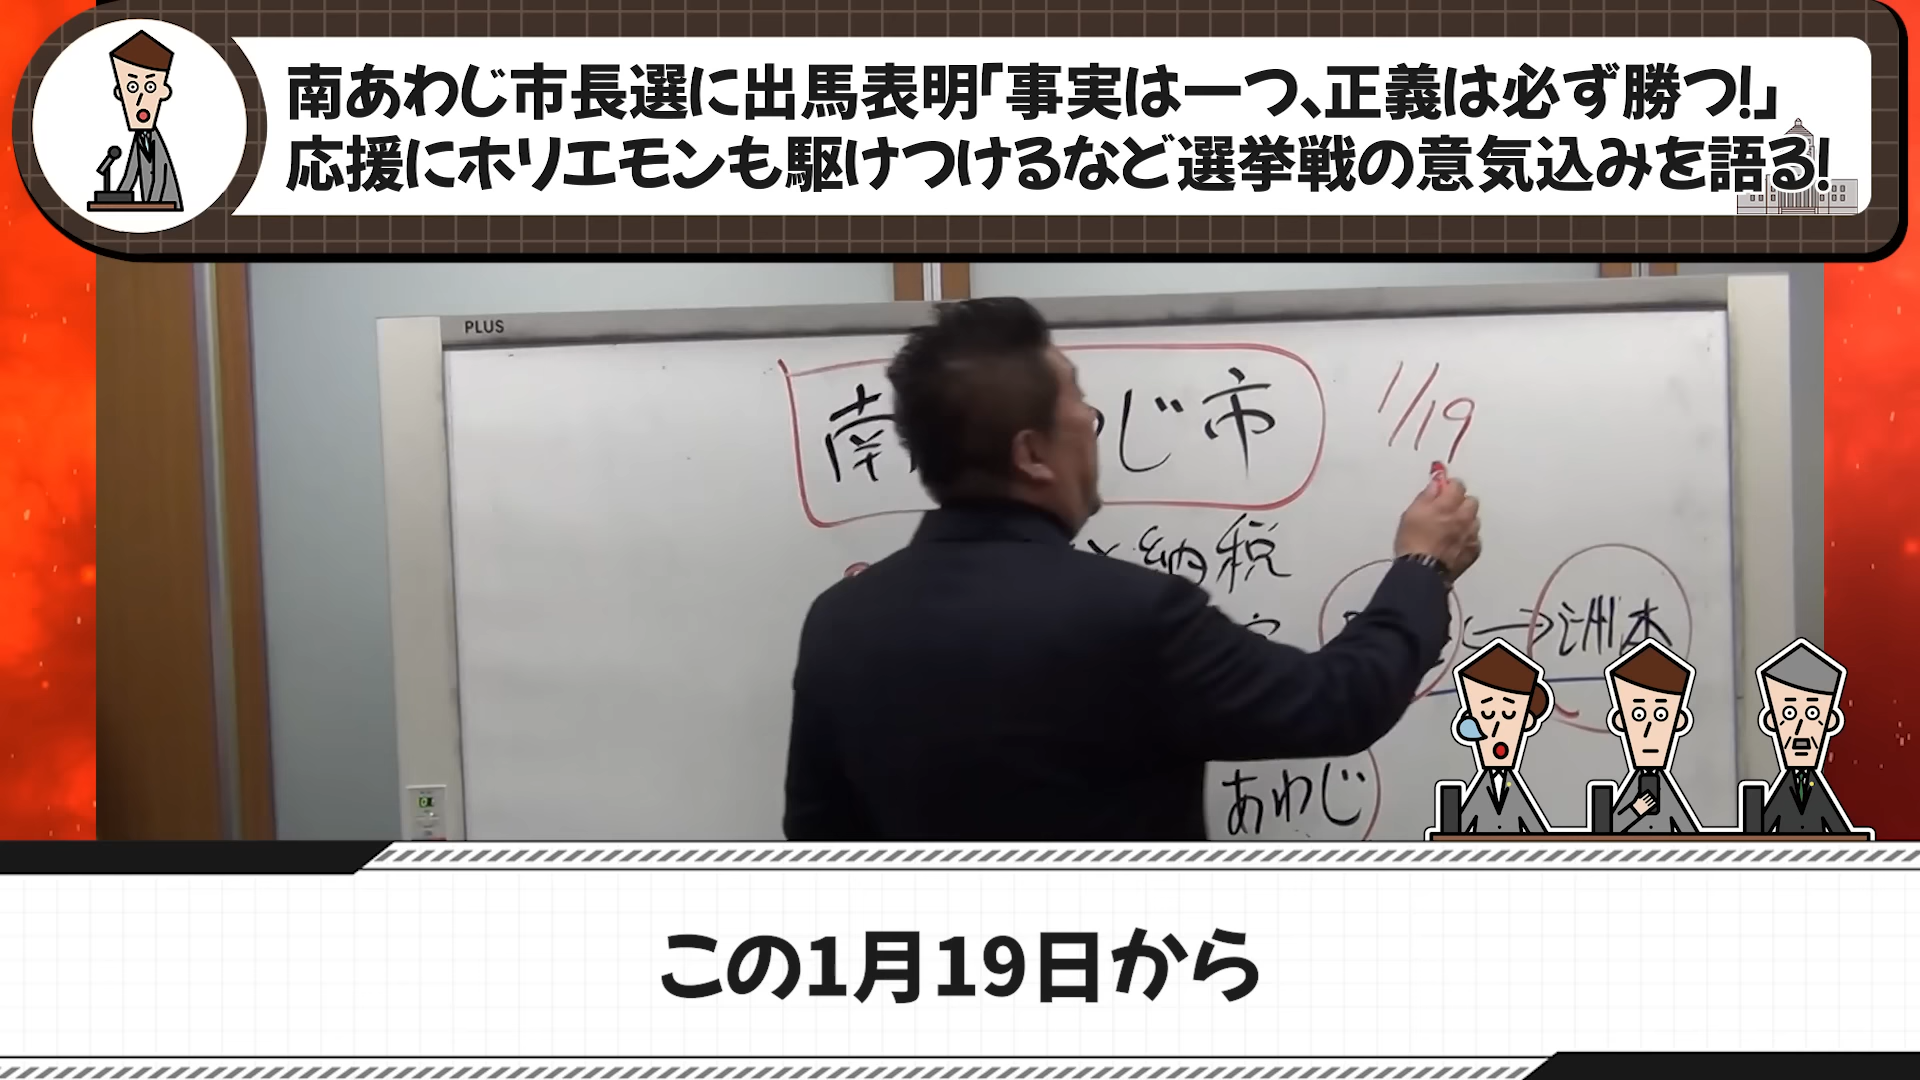 南あわじ市長選に出馬表明「事実は一つ、正義は必ず勝つ!」
応援にホリエモンも駆けつけるなど選挙戦の意気込みを語る!
PLUS
南 わじ市
1/19
納税
洲本
あわじ
この1月19日から